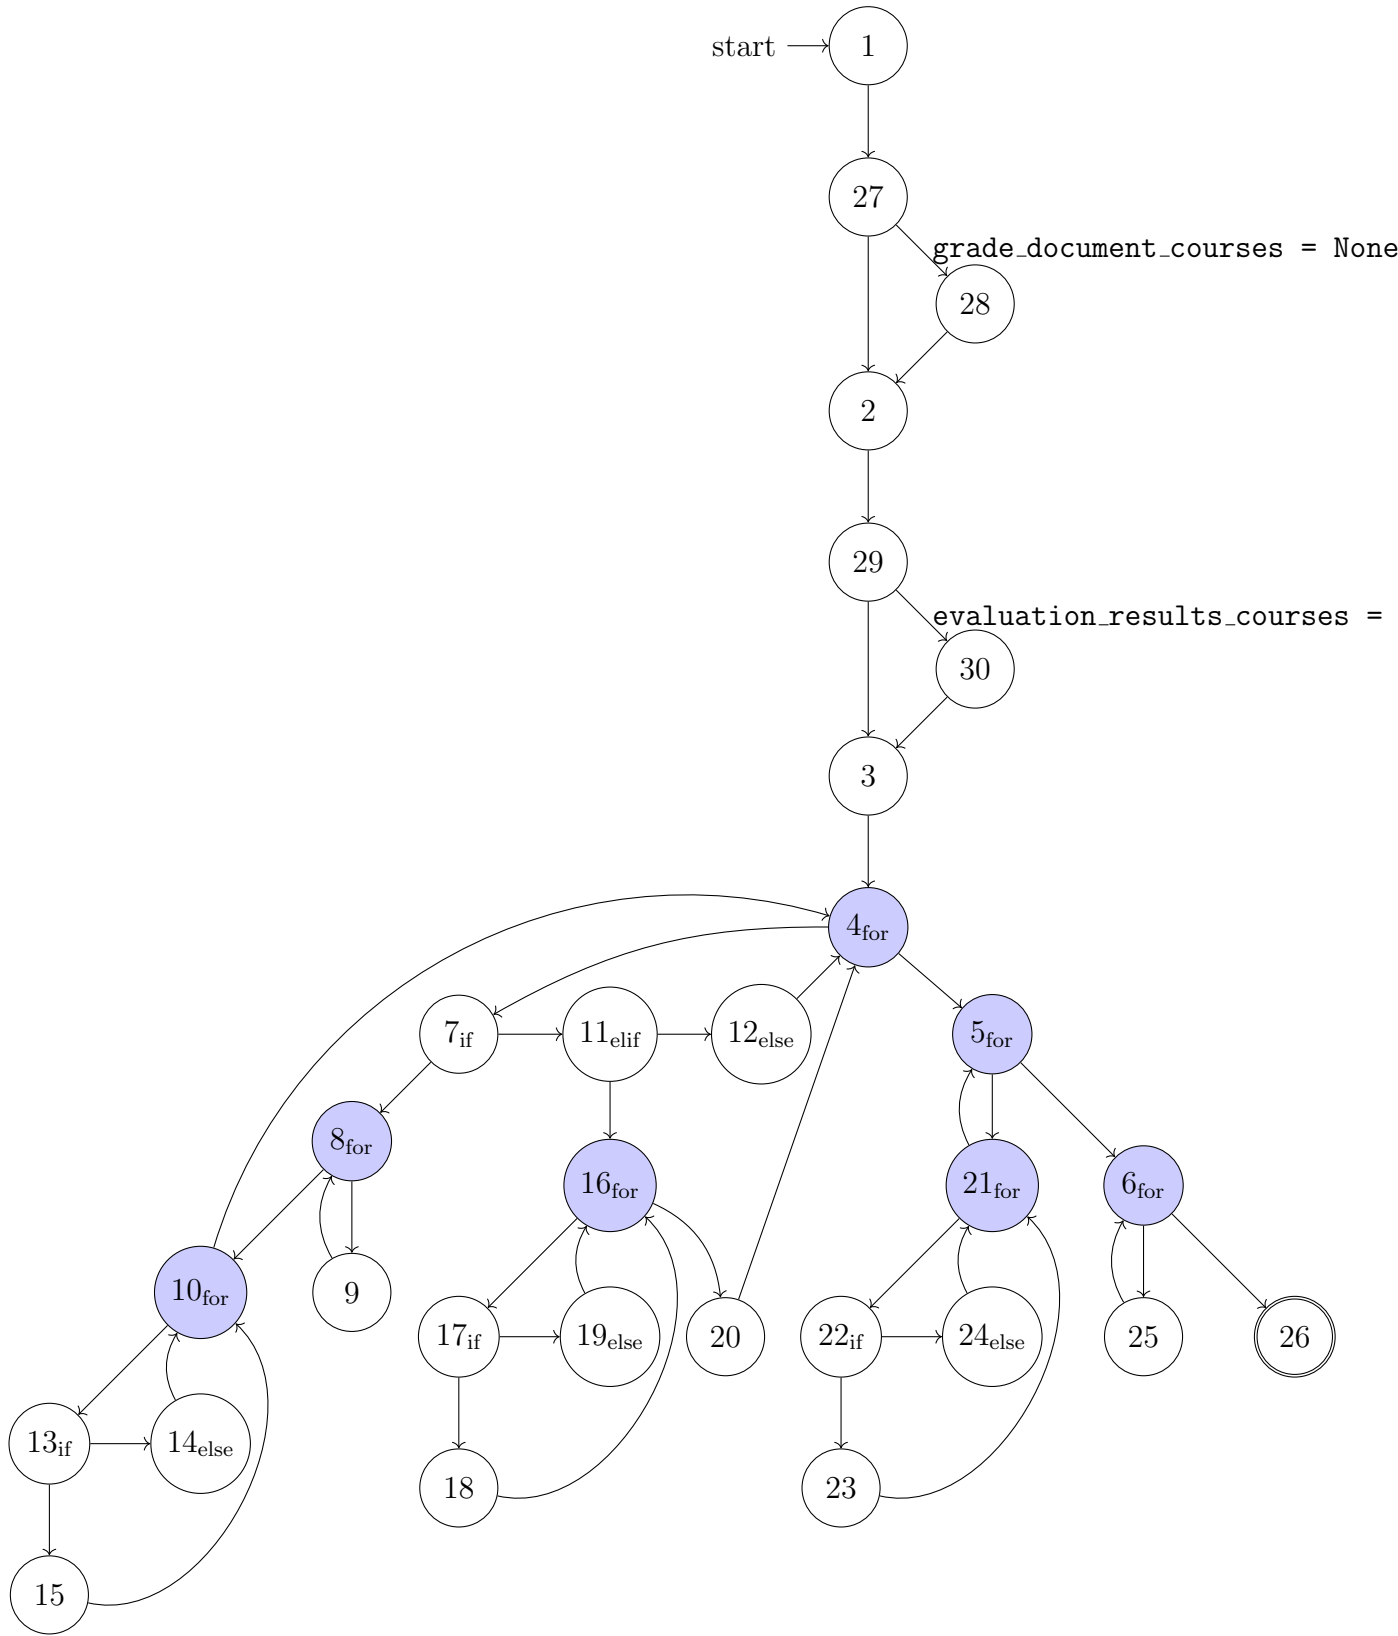 start
1
27
grade_document_courses = None
28
2
29
evaluation_results_courses =
30
3
4for
7if
11elif
12else
5for
8for
16for
21for
6for
10for
9
17if
19else
20
22if
24else
25
26
13if
14else
18
23
15